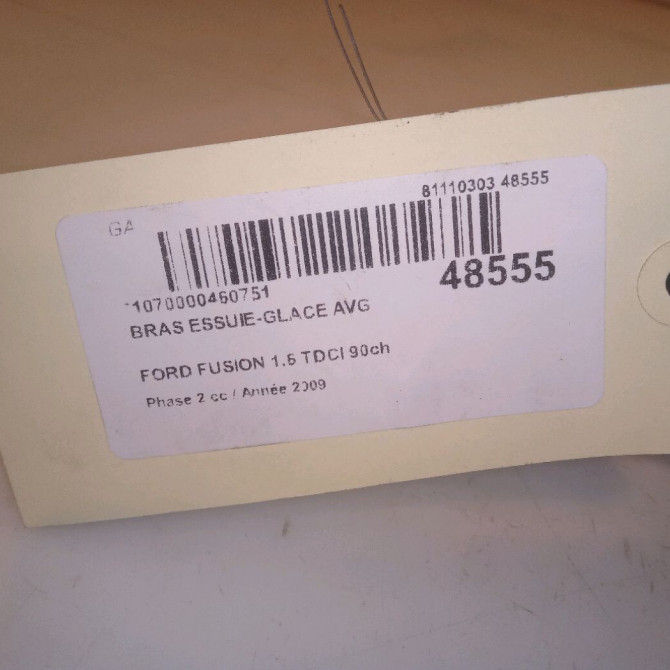 GA
81110303 48555
48555
-1070000460751
BRAS ESSUIE-GLACE AVG
FORD FUSION 1.6 TDCI 90ch
Phase 2 cc / Année 2009